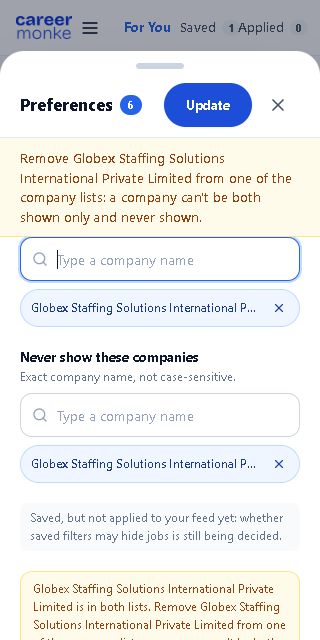 career
monke
For You Saved 1 Applied 0
Preferences 6 Update
Remove Globex Staffing Solutions
International Private Limited from one of the
company lists: a company can't be both
shown only and never shown.
Type a company name
Globex Staffing Solutions International P...
Never show these companies
Exact company name, not case-sensitive.
Type a company name
Globex Staffing Solutions International P...
Saved, but not applied to your feed yet: whether
saved filters may hide jobs is still being decided.
Globex Staffing Solutions International Private
Limited is in both lists. Remove Globex Staffing
Solutions International Private Limited from one